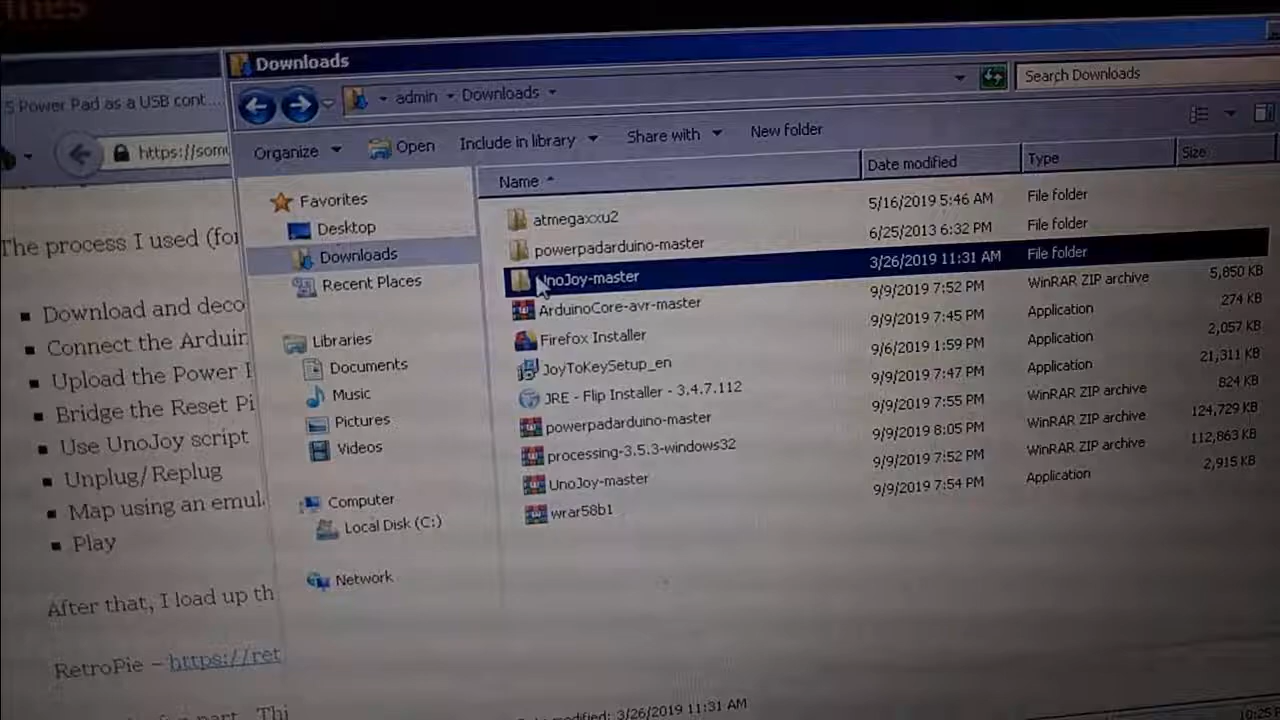 Downloads
S Power Pad as a USB cont...
admin Downloads
Search Downloads
https://som
Organize Open Include in library Share with New folder
Name Date modified Type Size
Favorites
Desktop
Downloads
Recent Places
Libraries
Documents
Music
Pictures
Videos
Computer
Local Disk (C:)
Network
atmegaxxu2 5/16/2019 5:46 AM File folder
powerpadarduino-master 6/25/2013 6:32 PM File folder
UnoJoy-master 3/26/2019 11:31 AM File folder
ArduinoCore-avr-master 9/9/2019 7:52 PM WinRAR ZIP archive 5,850 KB
Firefox Installer 9/9/2019 7:45 PM Application 274 KB
JoyToKeySetup_en 9/6/2019 1:59 PM Application 2,057 KB
JRE - Flip Installer - 3.4.7.112 9/9/2019 7:47 PM Application 21,311 KB
powerpadarduino-master 9/9/2019 7:55 PM WinRAR ZIP archive 824 KB
processing-3.5.3-windows32 9/9/2019 8:05 PM WinRAR ZIP archive 124,729 KB
UnoJoy-master 9/9/2019 7:52 PM WinRAR ZIP archive 112,863 KB
wrar58b1 9/9/2019 7:54 PM Application 2,915 KB
The process I used (for
Download and deco
Connect the Arduin
Upload the Power P
Bridge the Reset Pi
Use UnoJoy script
Unplug/Replug
Map using an emul
Play
After that, I load up th
RetroPie – https://ret
part. Thi
modified: 3/26/2019 11:31 AM
10:25